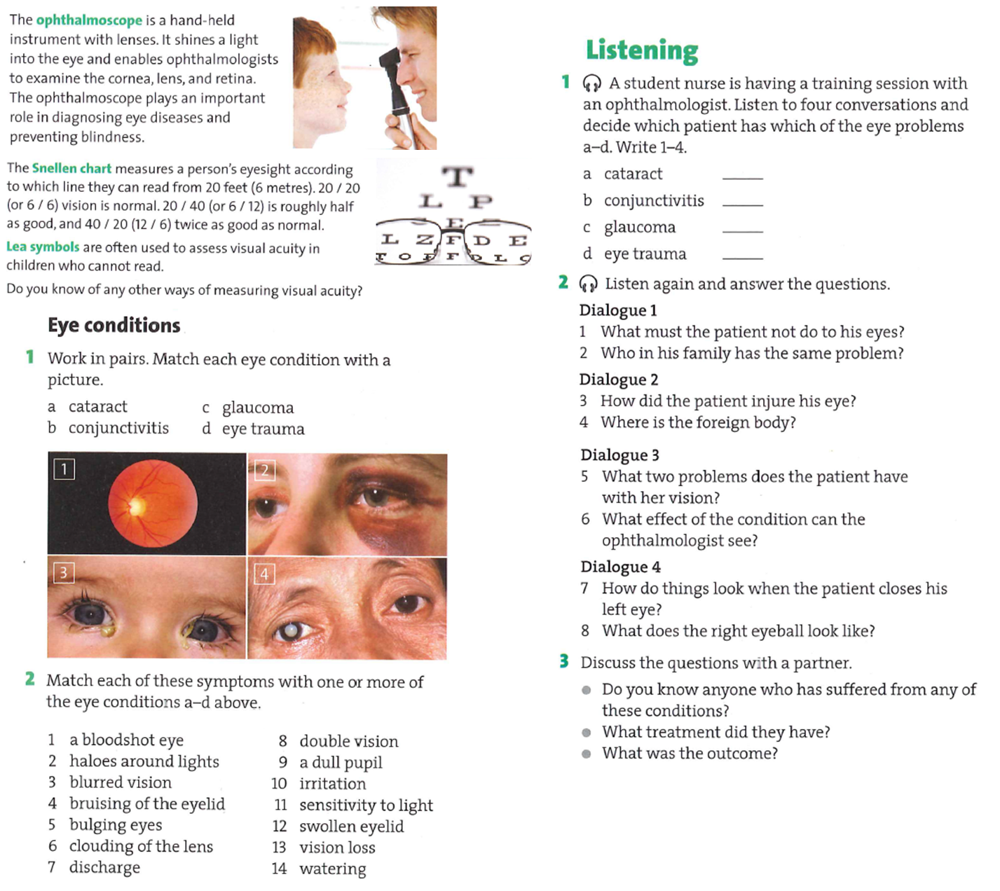 The ophthalmoscope is a hand-held
instrument with lenses. It shines a light
into the eye and enables ophthalmologists
to examine the cornea, lens, and retina.
The ophthalmoscope plays an important
role in diagnosing eye diseases and
preventing blindness.
The Snellen chart measures a person's eyesight according
to which line they can read from 20 feet (6 metres). 20 / 20
(or 6 / 6) vision is normal. 20 / 40 (or 6 / 12) is roughly half
as good, and 40 / 20 (12 / 6) twice as good as normal.
Lea symbols are often used to assess visual acuity in
children who cannot read.
Do you know of any other ways of measuring visual acuity?
T
L P
E
L Z F D E
T O E F D L C
Eye conditions
1 Work in pairs. Match each eye condition with a
picture.
a cataract c glaucoma
b conjunctivitis d eye trauma
1
2
3
4
2 Match each of these symptoms with one or more of
the eye conditions a–d above.
1 a bloodshot eye
2 haloes around lights
3 blurred vision
4 bruising of the eyelid
5 bulging eyes
6 clouding of the lens
7 discharge
8 double vision
9 a dull pupil
10 irritation
11 sensitivity to light
12 swollen eyelid
13 vision loss
14 watering
Listening
1 A student nurse is having a training session with
an ophthalmologist. Listen to four conversations and
decide which patient has which of the eye problems
a–d. Write 1–4.
a cataract
b conjunctivitis
c glaucoma
d eye trauma
2 Listen again and answer the questions.
Dialogue 1
1 What must the patient not do to his eyes?
2 Who in his family has the same problem?
Dialogue 2
3 How did the patient injure his eye?
4 Where is the foreign body?
Dialogue 3
5 What two problems does the patient have
with her vision?
6 What effect of the condition can the
ophthalmologist see?
Dialogue 4
7 How do things look when the patient closes his
left eye?
8 What does the right eyeball look like?
3 Discuss the questions with a partner.
Do you know anyone who has suffered from any of
these conditions?
What treatment did they have?
What was the outcome?